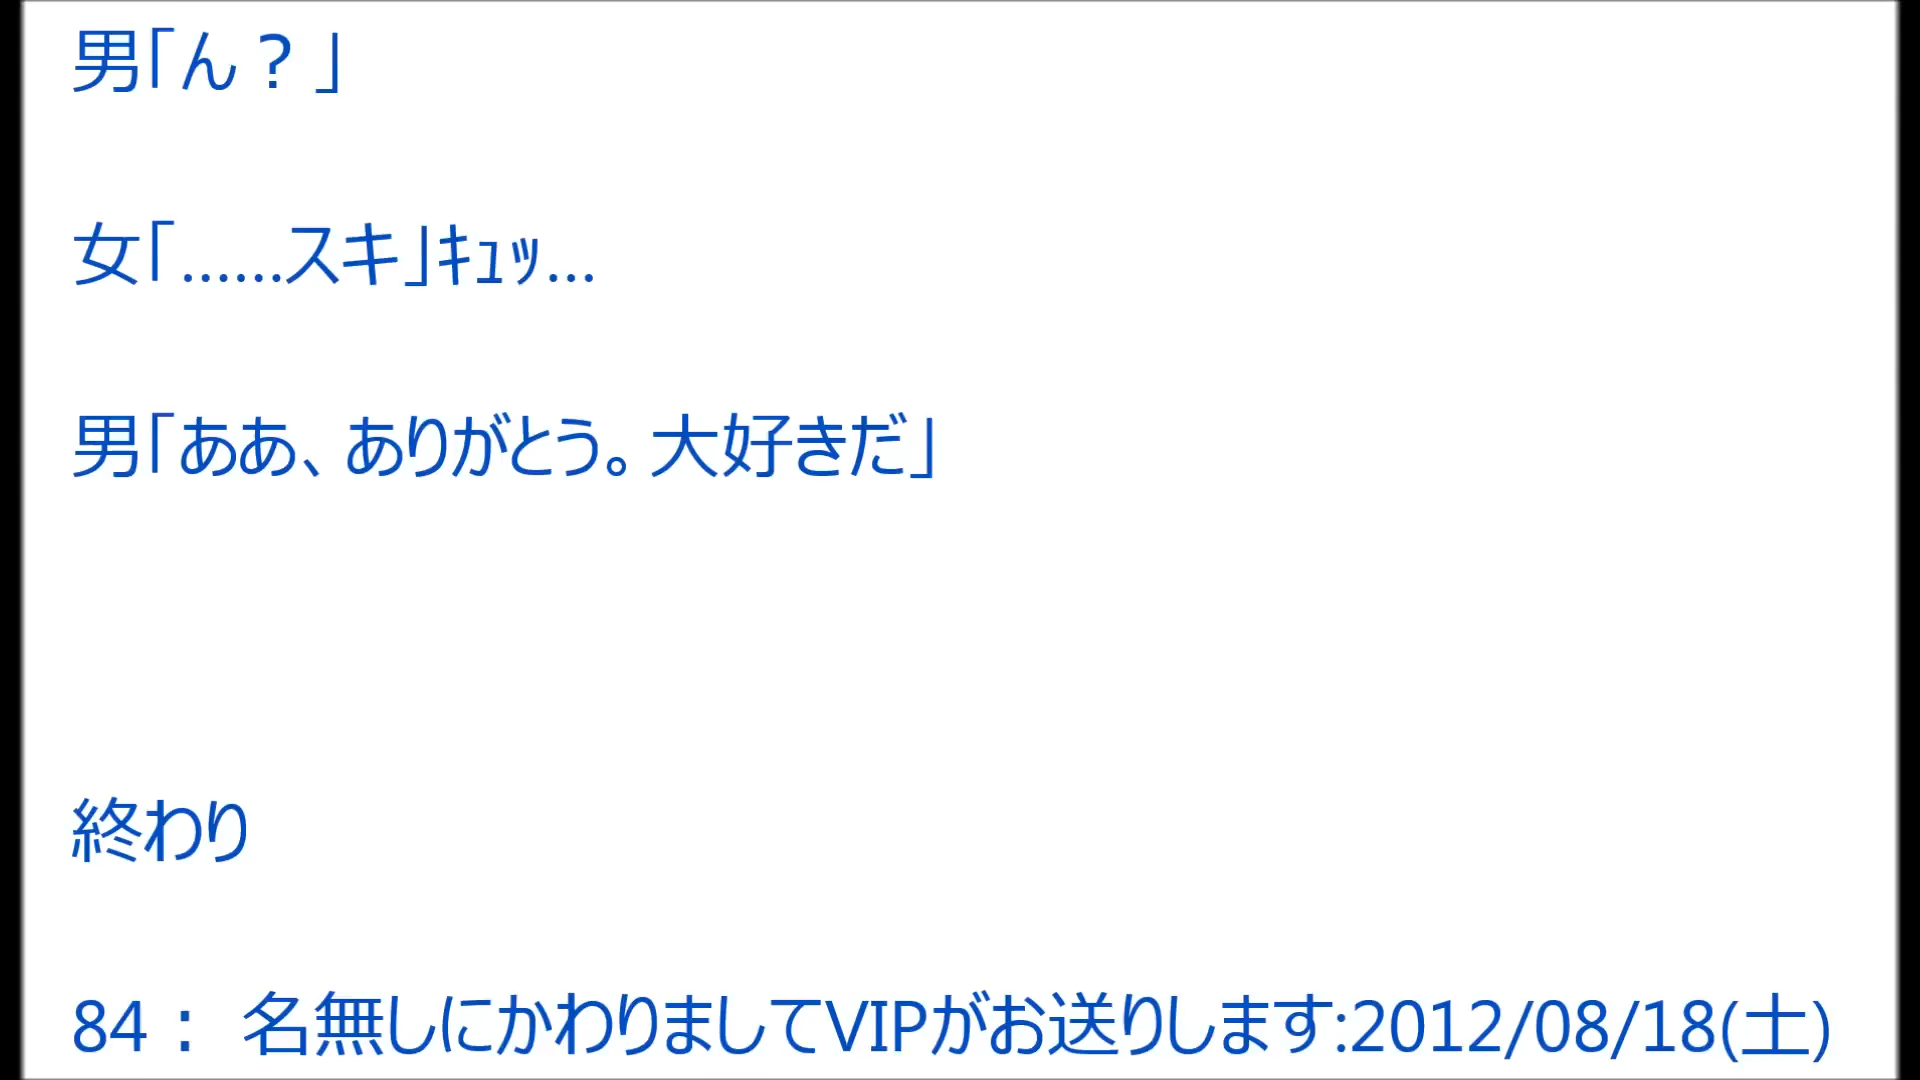 男「ん？」
女「……スキ」ｷｭｯ…
男「ああ、ありがとう。大好きだ」
終わり
84： 名無しにかわりましてVIPがお送りします:2012/08/18(土)